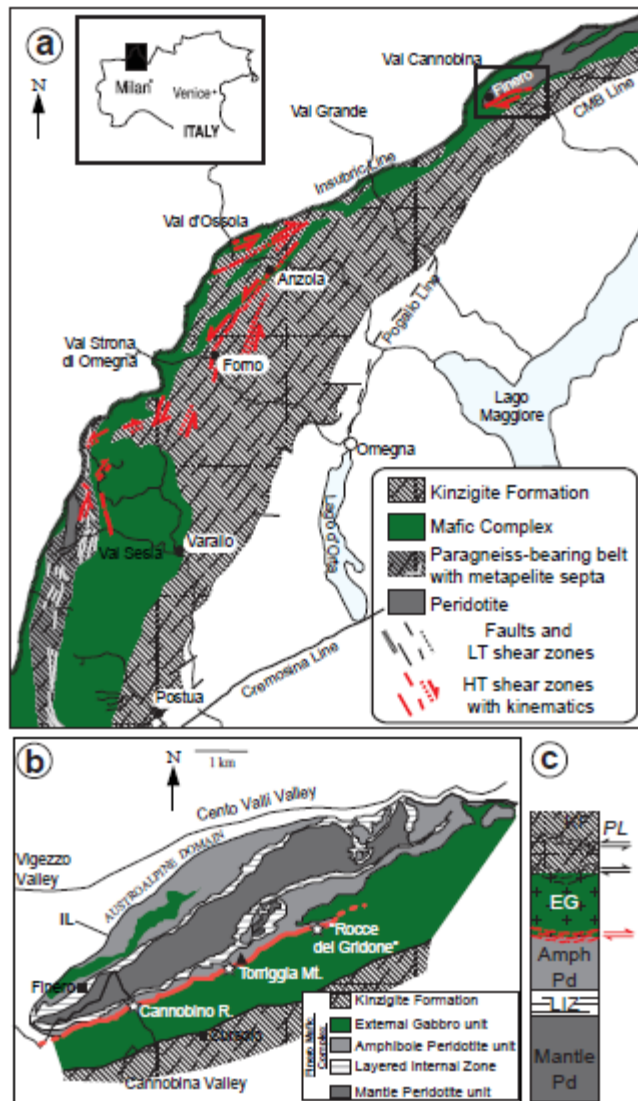 a
N
Milan
Venice
ITALY
Val Cannobina
Finero
CMB Line
Val Grande
Insubric Line
Val d'Ossola
Anzola
Pogallo Line
Val Strona
di Omegna
Forno
Lago
Maggiore
Omegna
Lago d'Orta
Val Sesia
Varallo
Cremosina Line
Postua
Kinzigite Formation
Mafic Complex
Paragneiss-bearing belt
with metapelite septa
Peridotite
Faults and
LT shear zones
HT shear zones
with kinematics
b
N
1 km
Cento Valli Valley
Vigezzo
Valley
AUSTROALPINE DOMAIN
IL
Finero
"Rocce
del Gridone"
Torriggia Mt.
Cannobino R.
Cannobina Valley
Finero Mafic
Complex
Kinzigite Formation
External Gabbro unit
Amphibole Peridotite unit
Layered Internal Zone
Mantle Peridotite unit
c
KF
PL
EG
Amph
Pd
LIZ
Mantle
Pd